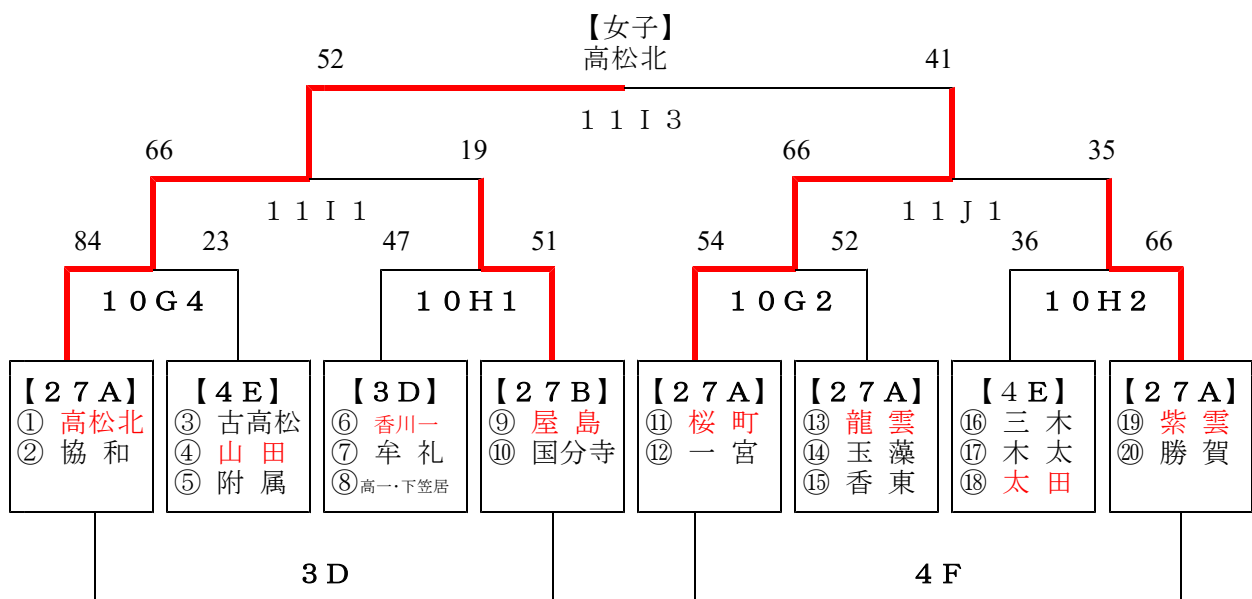 【女子】
高松北
52
41
11I3
66
19
66
35
11I1
11J1
84
23
47
51
54
52
36
66
10G4
10H1
10G2
10H2
【27A】
① 高松北
② 協 和
【4E】
③ 古高松
④ 山 田
⑤ 附 属
【3D】
⑥ 香川一
⑦ 牟 礼
⑧ 高一・下笠居
【27B】
⑨ 屋 島
⑩ 国分寺
【27A】
⑪ 桜 町
⑫ 一 宮
【27A】
⑬ 龍 雲
⑭ 玉 藻
⑮ 香 東
【4E】
⑯ 三 木
⑰ 木 太
⑱ 太 田
【27A】
⑲ 紫 雲
⑳ 勝 賀
3D
4F